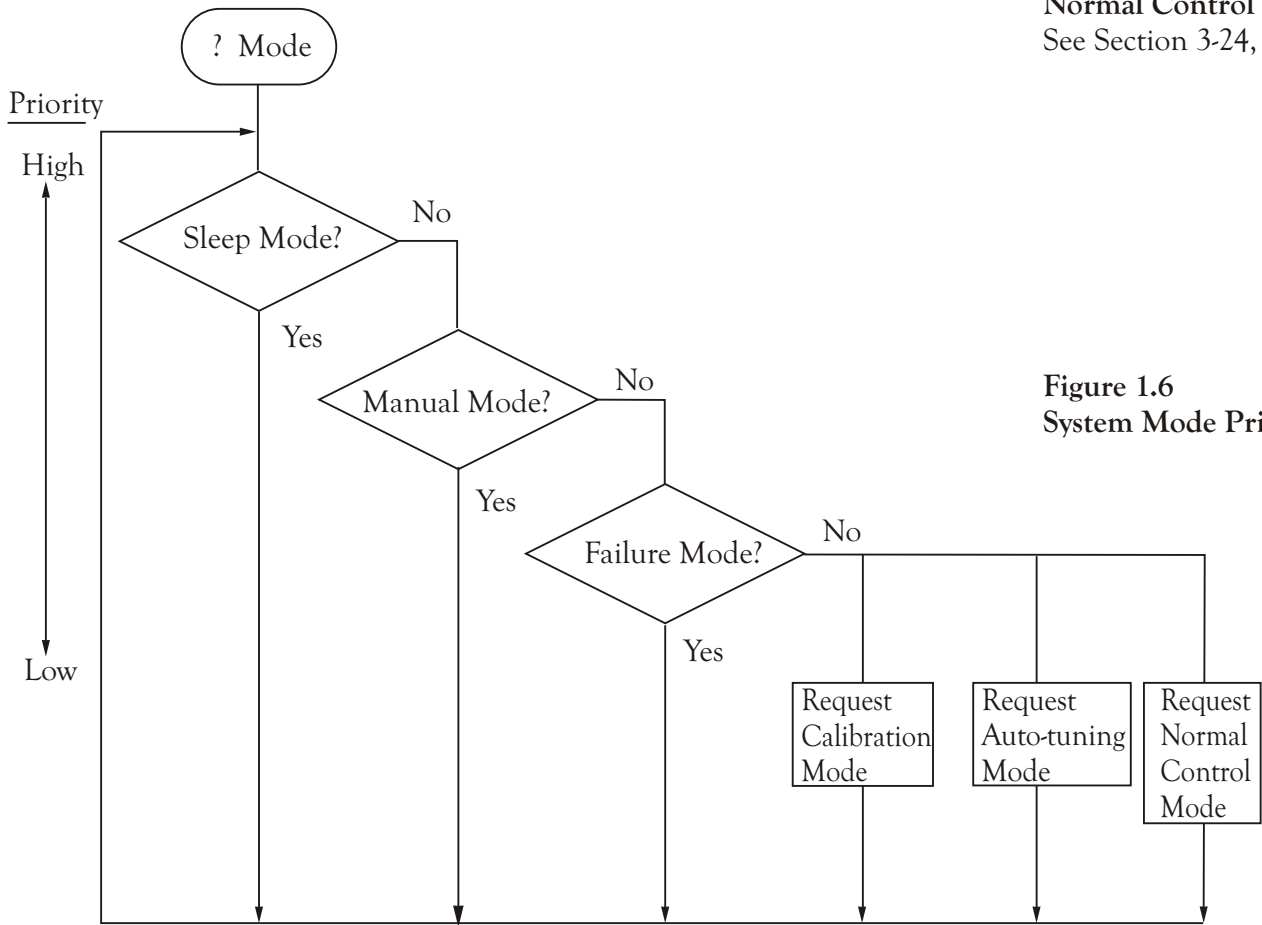 Normal Control
See Section 3-24,
? Mode
Priority
High
Low
Sleep Mode?
No
Yes
Manual Mode?
No
Yes
Failure Mode?
No
Yes
Request
Calibration
Mode
Request
Auto-tuning
Mode
Request
Normal
Control
Mode
Figure 1.6
System Mode Pri